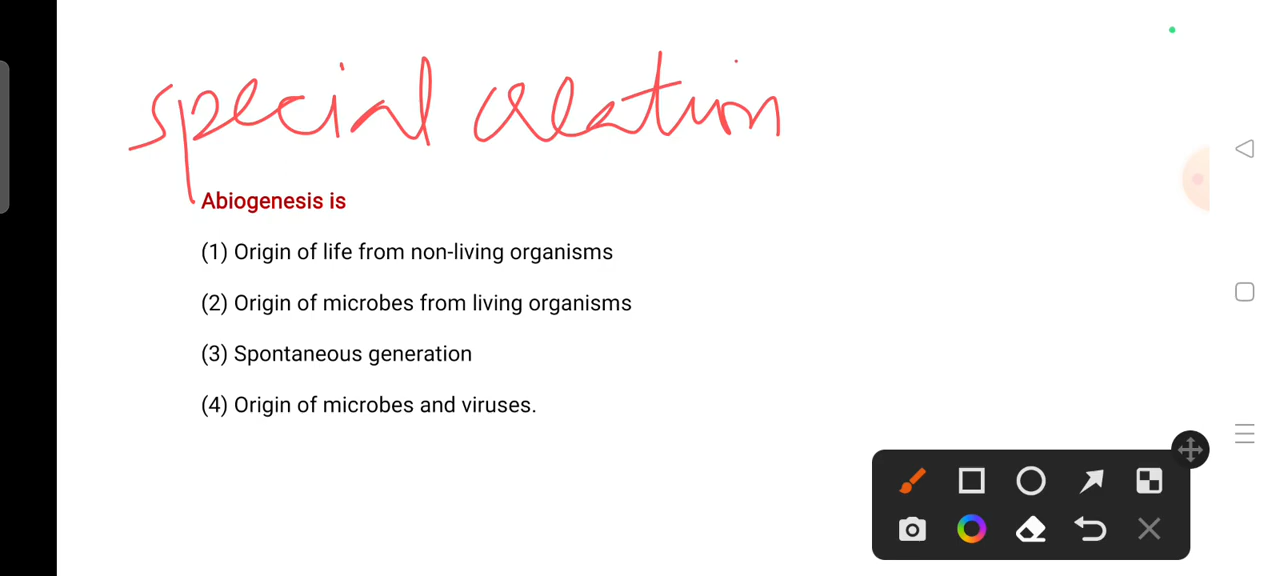 special creation
Abiogenesis is
(1) Origin of life from non-living organisms
(2) Origin of microbes from living organisms
(3) Spontaneous generation
(4) Origin of microbes and viruses.